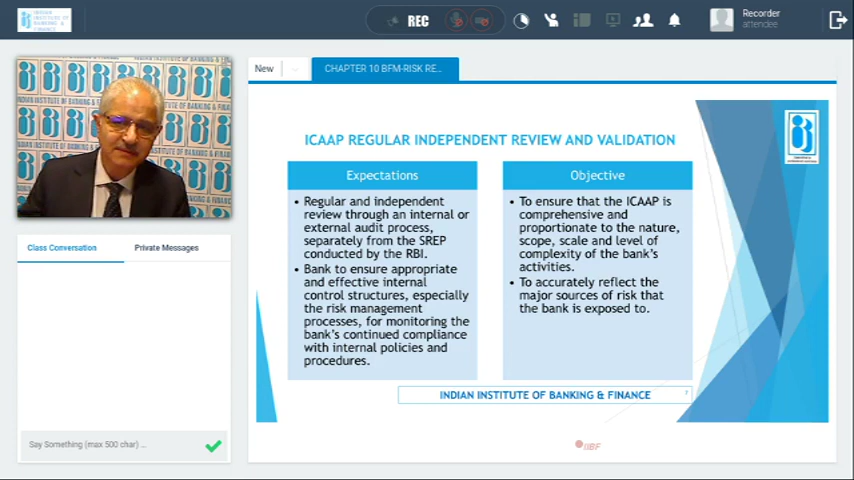 INDIAN
INSTITUTE OF
BANKING &
FINANCE
REC
Recorder
attendee
New
CHAPTER 10 BFM-RISK RE...
ICAAP REGULAR INDEPENDENT REVIEW AND VALIDATION
Expectations
• Regular and independent
review through an internal or
external audit process,
separately from the SREP
conducted by the RBI.
• Bank to ensure appropriate
and effective internal
control structures, especially
the risk management
processes, for monitoring the
bank's continued compliance
with internal policies and
procedures.
Objective
• To ensure that the ICAAP is
comprehensive and
proportionate to the nature,
scope, scale and level of
complexity of the bank's
activities.
• To accurately reflect the
major sources of risk that
the bank is exposed to.
INDIAN INSTITUTE OF BANKING & FINANCE
IIBF
Class Conversation
Private Messages
Say Something (max 500 char) ...